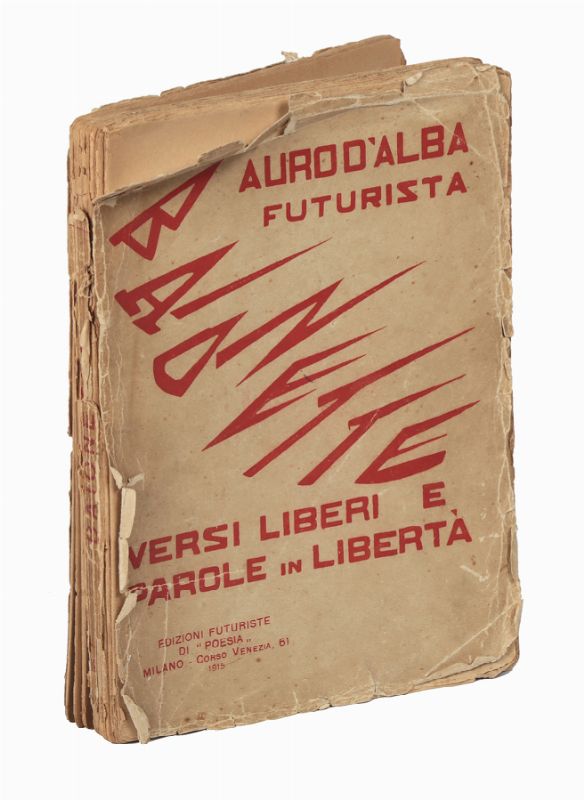 AURO D'ALBA
FUTURISTA
BAIONETTE
VERSI LIBERI E
PAROLE IN LIBERTÀ
EDIZIONI FUTURISTE
DI "POESIA"
MILANO - CORSO VENEZIA, 61
1915
BAIONE